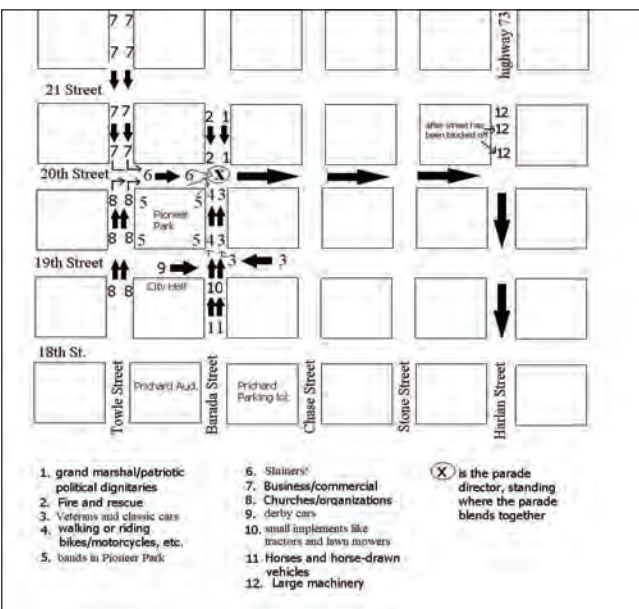 7 7
highway 73
7 7
21 Street
7 7
2 1
12
after street has
been blocked off
12
7 7
2 1
12
20th Street
6 6 X
8 8
5 5
4 3
Pioneer
Park
8 8
5 5
4 3
19th Street
9
3 3
8 8
City Hall
10
11
18th St.
Towle Street
Prichard Aud.
Barada Street
Prichard
Parking lot
Chase Street
Stone Street
Harlan Street
1. grand marshal/patriotic
political dignitaries
2. Fire and rescue
3. Veterans and classic cars
4. walking or riding
bikes/motorcycles, etc.
5. bands in Pioneer Park
6. Shriners!
7. Business/commercial
8. Churches/organizations
9. derby cars
10. small implements like
tractors and lawn mowers
11 Horses and horse-drawn
vehicles
12. Large machinery
X is the parade
director, standing
where the parade
blends together